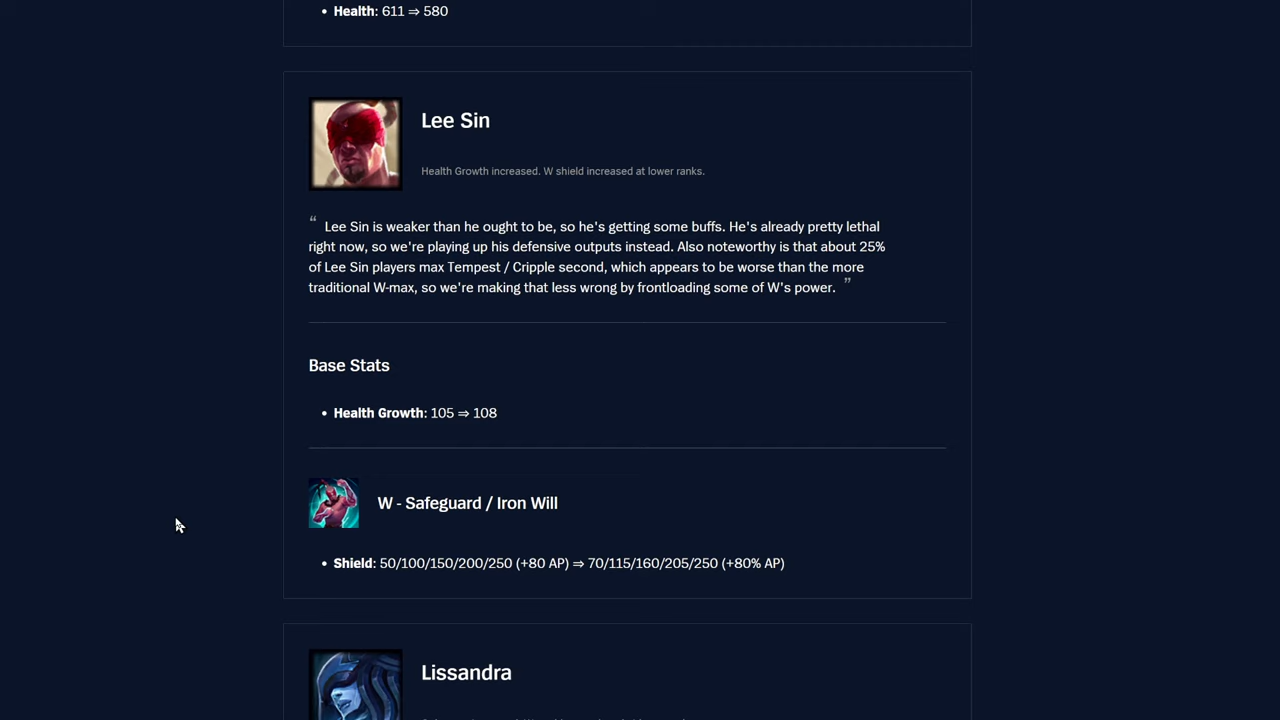 • Health: 611 ⇒ 580
Lee Sin
Health Growth increased. W shield increased at lower ranks.
“ Lee Sin is weaker than he ought to be, so he's getting some buffs. He's already pretty lethal
right now, so we're playing up his defensive outputs instead. Also noteworthy is that about 25%
of Lee Sin players max Tempest / Cripple second, which appears to be worse than the more
traditional W-max, so we're making that less wrong by frontloading some of W's power. ”
Base Stats
• Health Growth: 105 ⇒ 108
W - Safeguard / Iron Will
• Shield: 50/100/150/200/250 (+80 AP) ⇒ 70/115/160/205/250 (+80% AP)
Lissandra